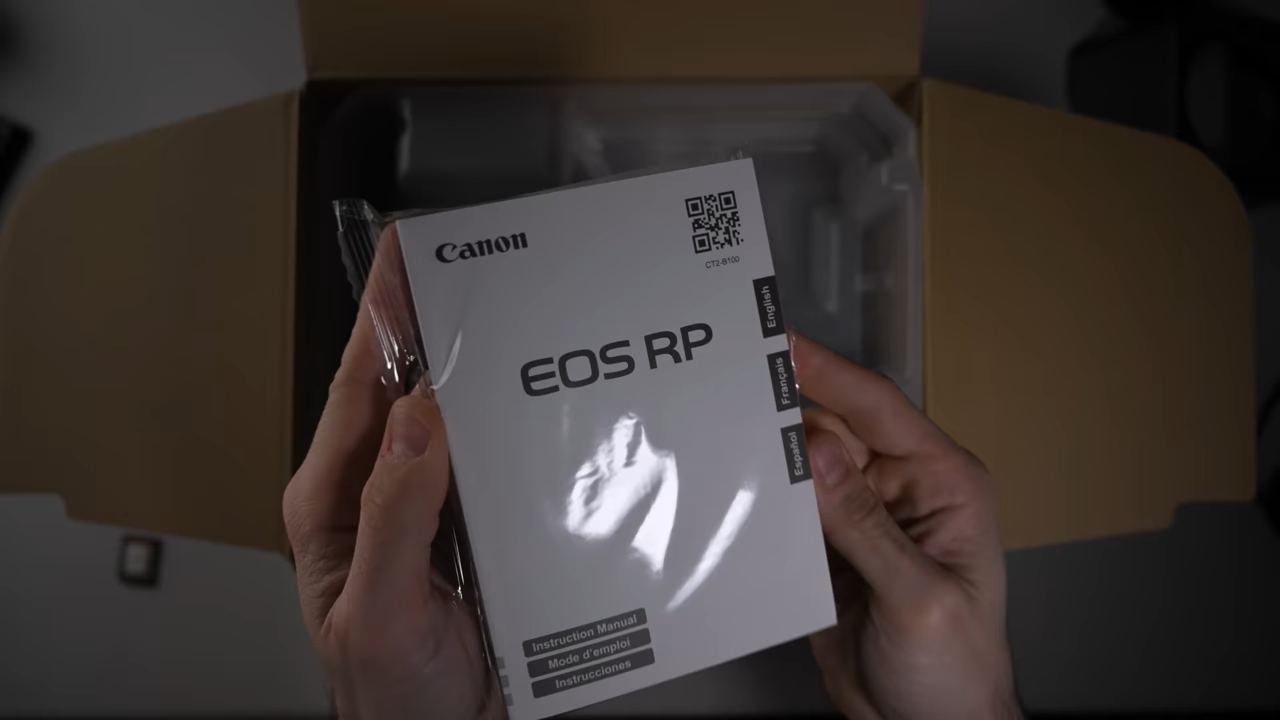 Canon
CT2-B100
EOS RP
English
Français
Español
Instruction Manual
Mode d'emploi
Instrucciones